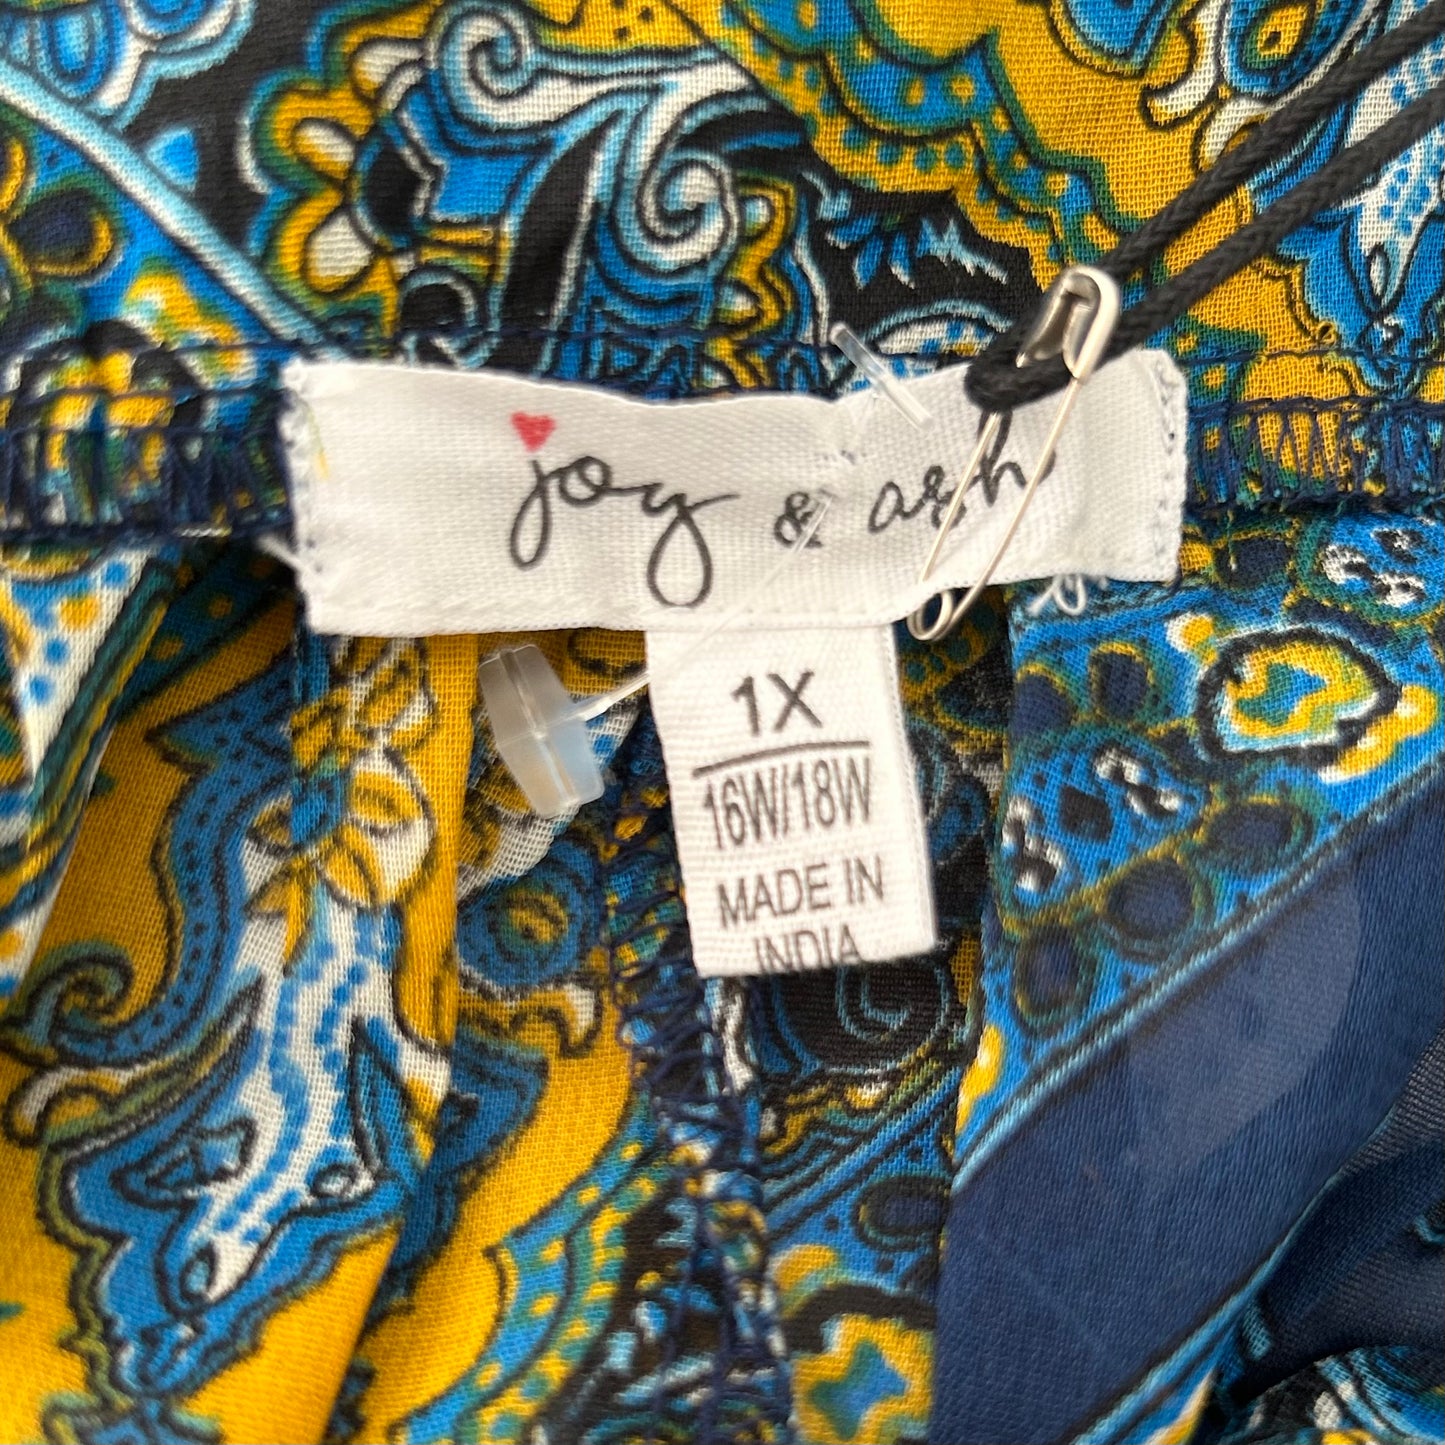 joy & ash
1X
16W/18W
MADE IN
INDIA